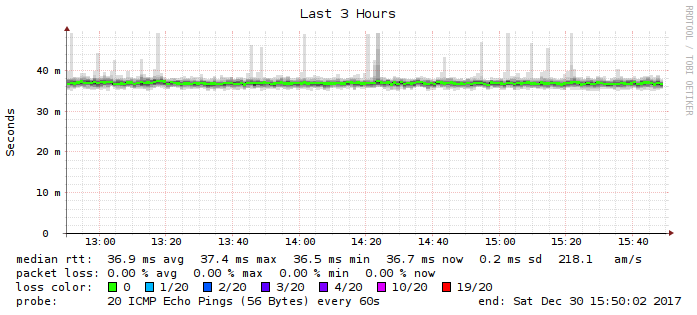 Last 3 Hours
RRDTOOL / TOBI OETIKER
Seconds
40 m
30 m
20 m
10 m
0
13:00 13:20 13:40 14:00 14:20 14:40 15:00 15:20 15:40
median rtt: 36.9 ms avg 37.4 ms max 36.5 ms min 36.7 ms now 0.2 ms sd 218.1 am/s
packet loss: 0.00 % avg 0.00 % max 0.00 % min 0.00 % now
loss color: 0 1/20 2/20 3/20 4/20 10/20 19/20
probe: 20 ICMP Echo Pings (56 Bytes) every 60s end: Sat Dec 30 15:50:02 2017